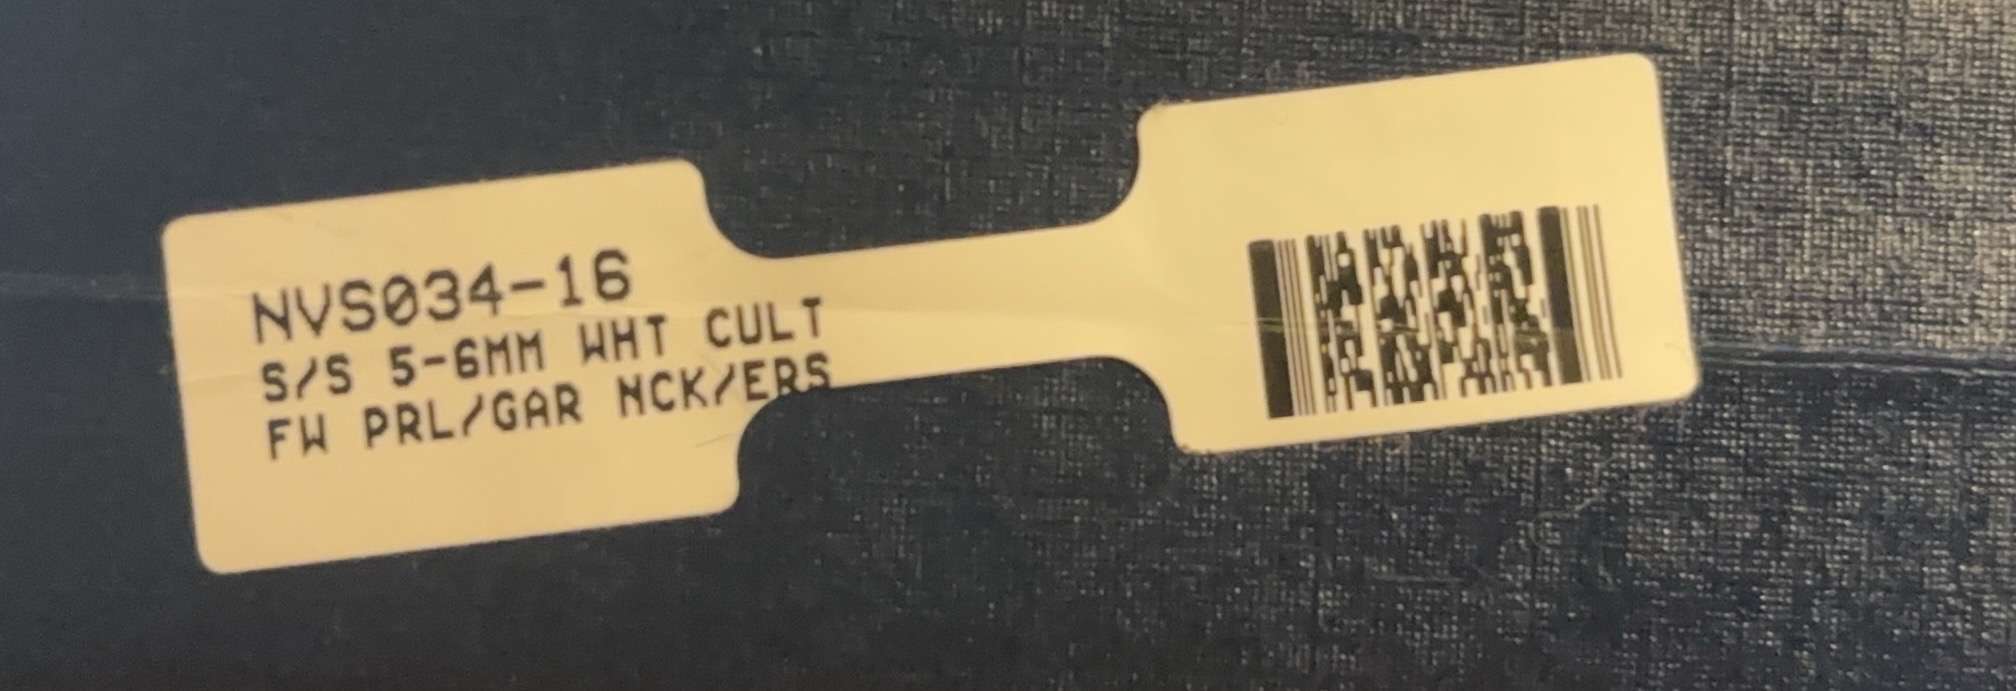 NVS034-16
S/S 5-6MM WHT CULT
FW PRL/GAR NCK/ERS